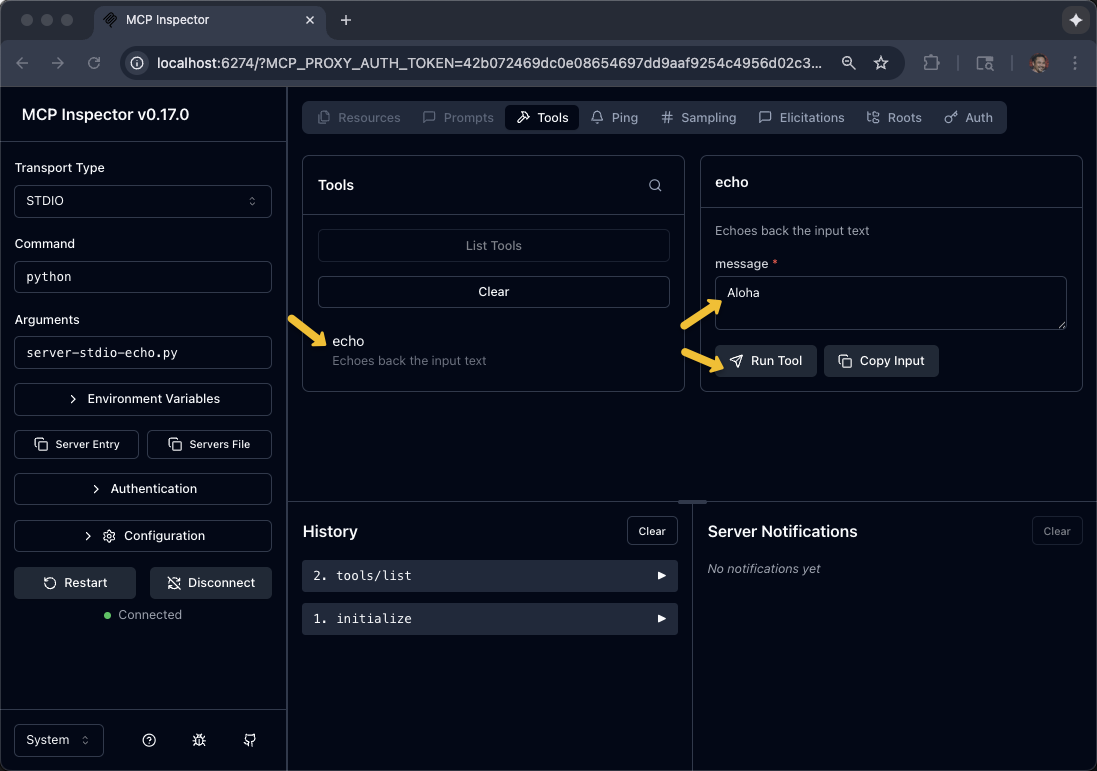 MCP Inspector
localhost:6274/?MCP_PROXY_AUTH_TOKEN=42b072469dc0e08654697dd9aaf9254c4956d02c3...
MCP Inspector v0.17.0
Transport Type
STDIO
Command
python
Arguments
server-stdio-echo.py
Environment Variables
Server Entry
Servers File
Authentication
Configuration
Restart
Disconnect
Connected
System
Resources
Prompts
Tools
Ping
Sampling
Elicitations
Roots
Auth
Tools
List Tools
Clear
echo
Echoes back the input text
echo
Echoes back the input text
message *
Aloha
Run Tool
Copy Input
History
Clear
2. tools/list
1. initialize
Server Notifications
Clear
No notifications yet